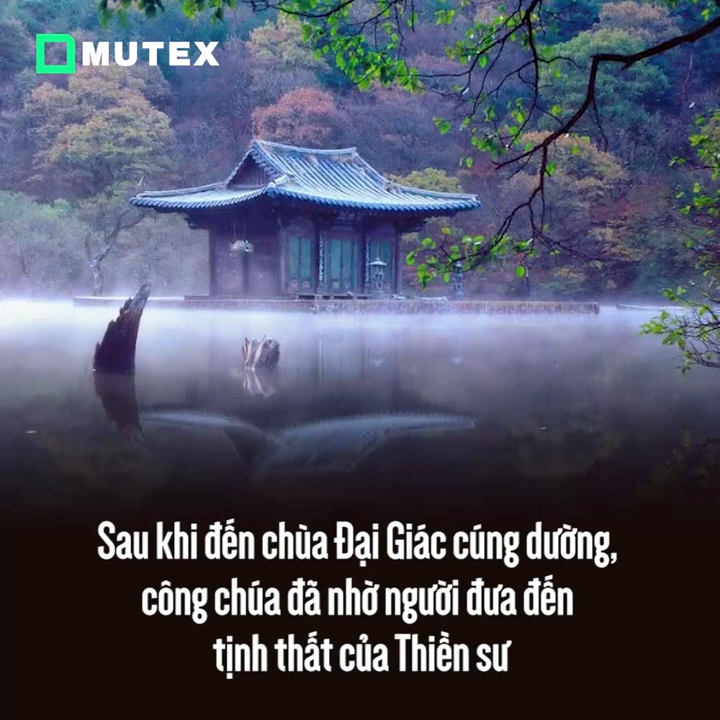 MUTEX
Sau khi đến chùa Đại Giác cúng dường,
công chúa đã nhờ người đưa đến
tịnh thất của Thiền sư